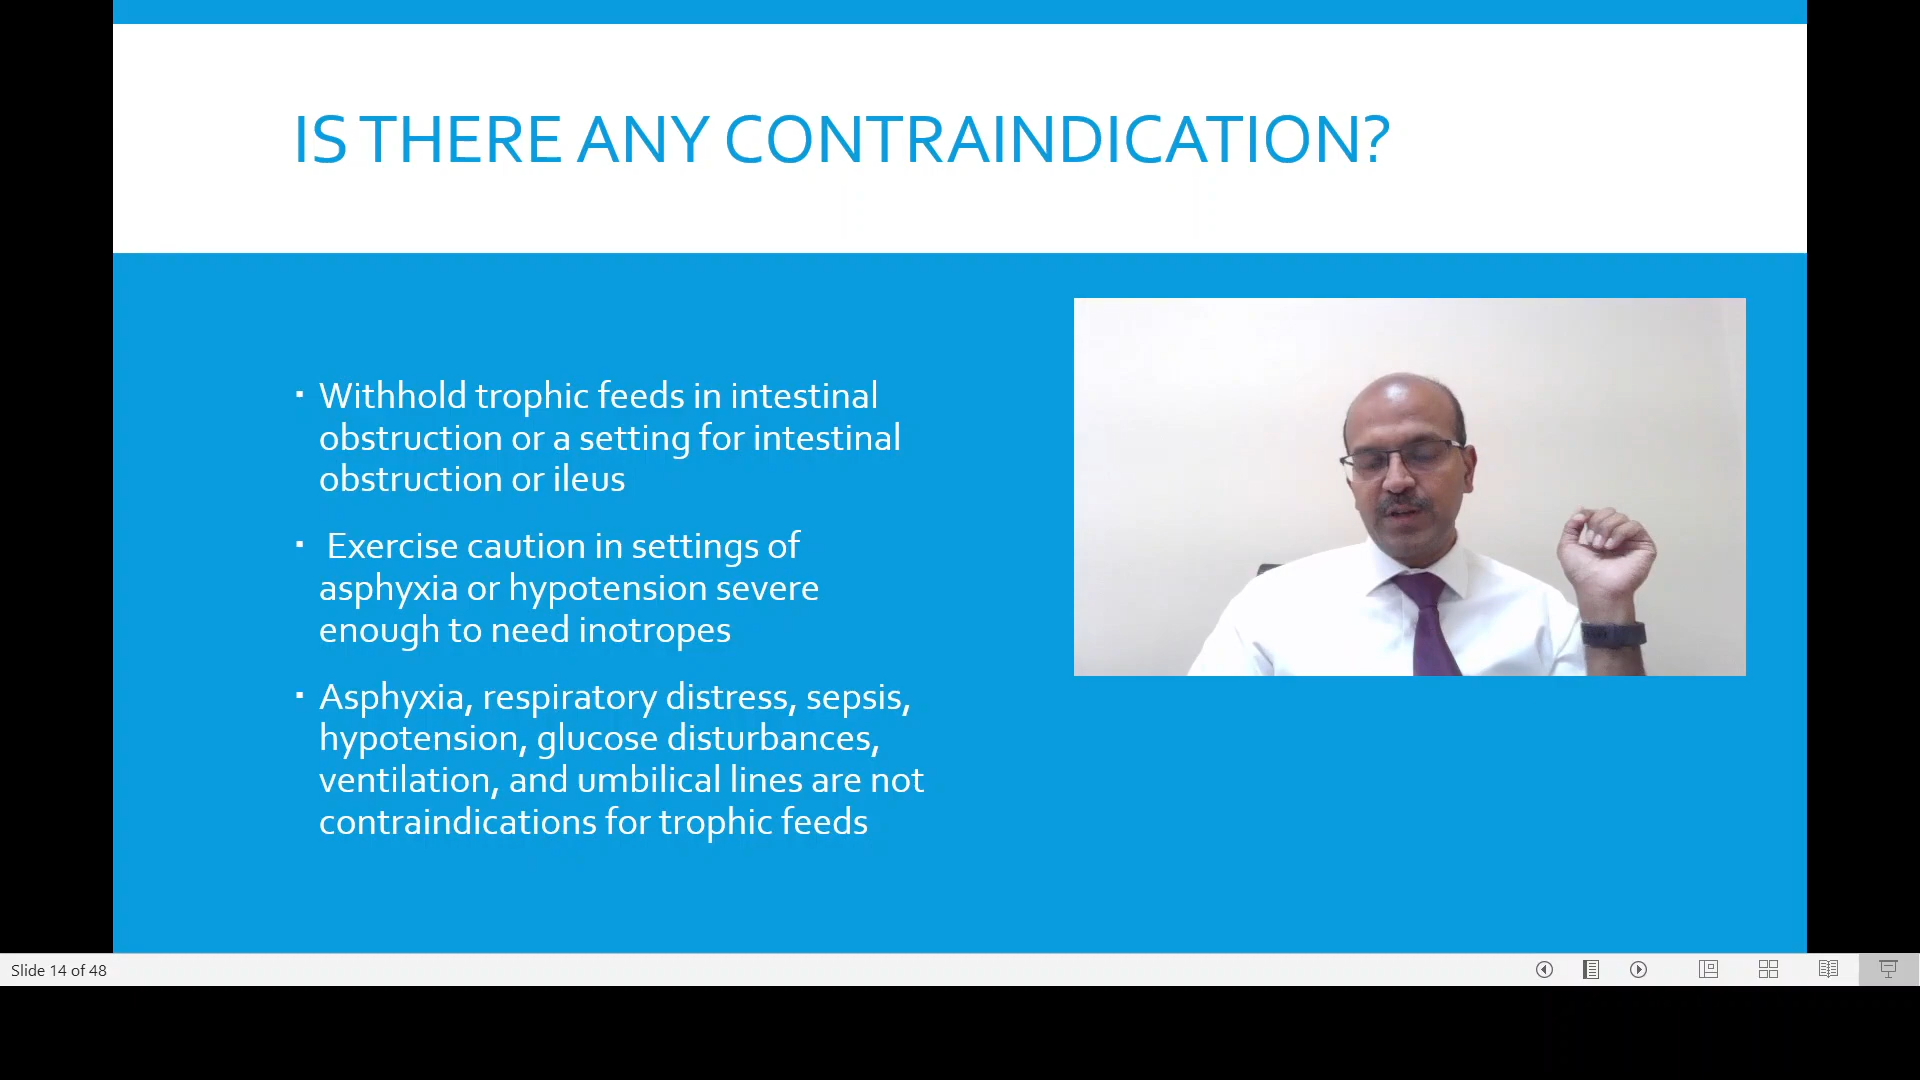 IS THERE ANY CONTRAINDICATION?
▪ Withhold trophic feeds in intestinal
obstruction or a setting for intestinal
obstruction or ileus
▪ Exercise caution in settings of
asphyxia or hypotension severe
enough to need inotropes
▪ Asphyxia, respiratory distress, sepsis,
hypotension, glucose disturbances,
ventilation, and umbilical lines are not
contraindications for trophic feeds
Slide 14 of 48